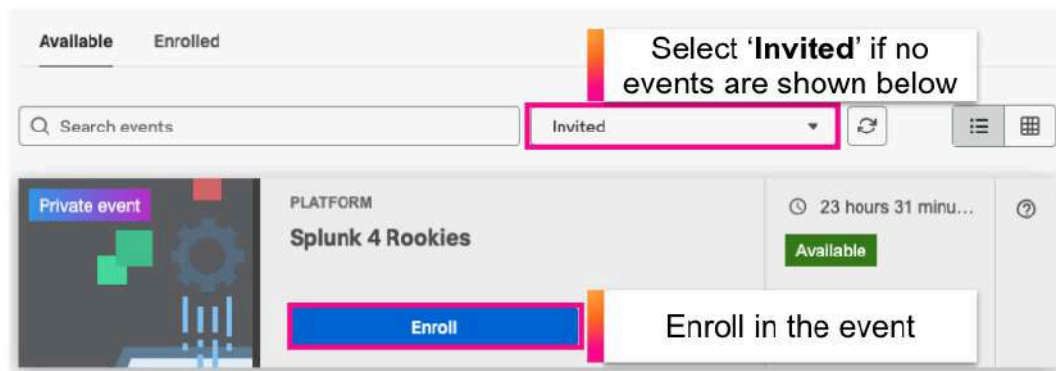 Available Enrolled
Select ‘Invited’ if no
events are shown below
Search events
Invited
Private event
PLATFORM
Splunk 4 Rookies
Enroll
23 hours 31 minu...
Available
Enroll in the event